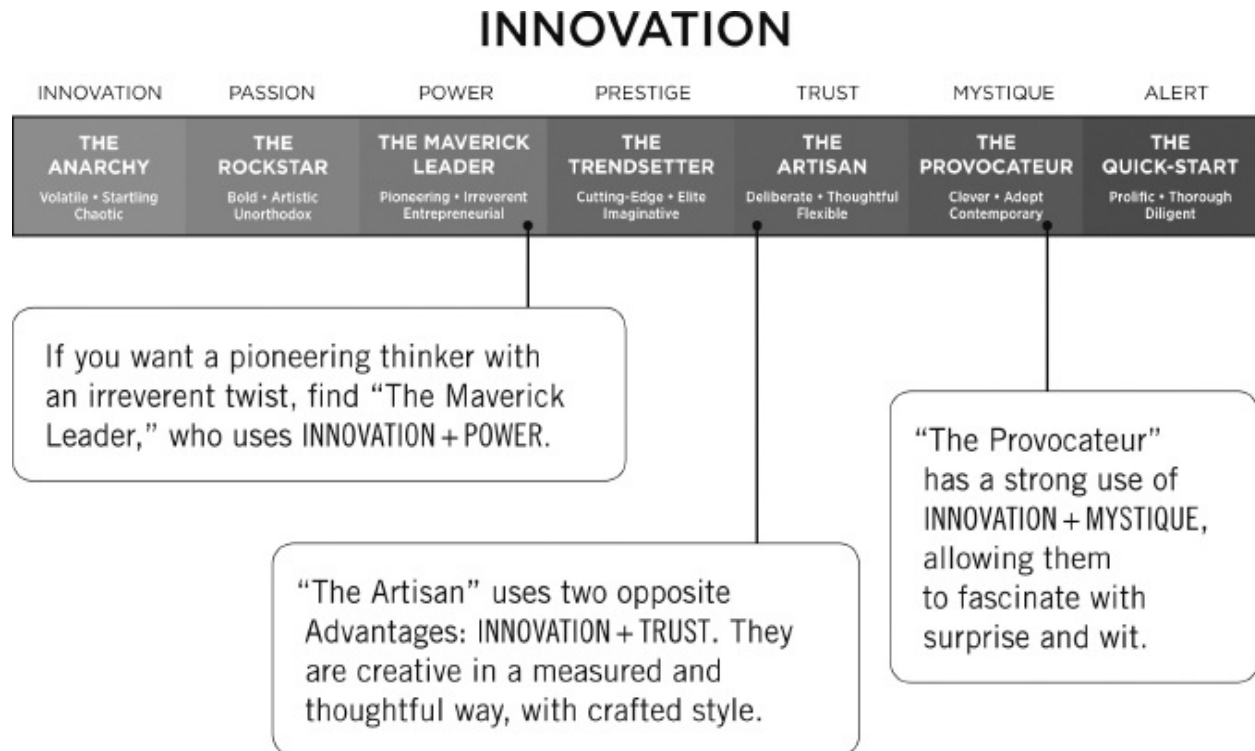 INNOVATION
INNOVATION PASSION POWER PRESTIGE TRUST MYSTIQUE ALERT
THE ANARCHY
Volatile • Startling
Chaotic
THE ROCKSTAR
Bold • Artistic
Unorthodox
THE MAVERICK LEADER
Pioneering • Irreverent
Entrepreneurial
THE TRENDSETTER
Cutting-Edge • Elite
Imaginative
THE ARTISAN
Deliberate • Thoughtful
Flexible
THE PROVOCATEUR
Clever • Adept
Contemporary
THE QUICK-START
Prolific • Thorough
Diligent
If you want a pioneering thinker with
an irreverent twist, find “The Maverick
Leader,” who uses INNOVATION + POWER.
“The Artisan” uses two opposite
Advantages: INNOVATION + TRUST. They
are creative in a measured and
thoughtful way, with crafted style.
“The Provocateur”
has a strong use of
INNOVATION + MYSTIQUE,
allowing them
to fascinate with
surprise and wit.